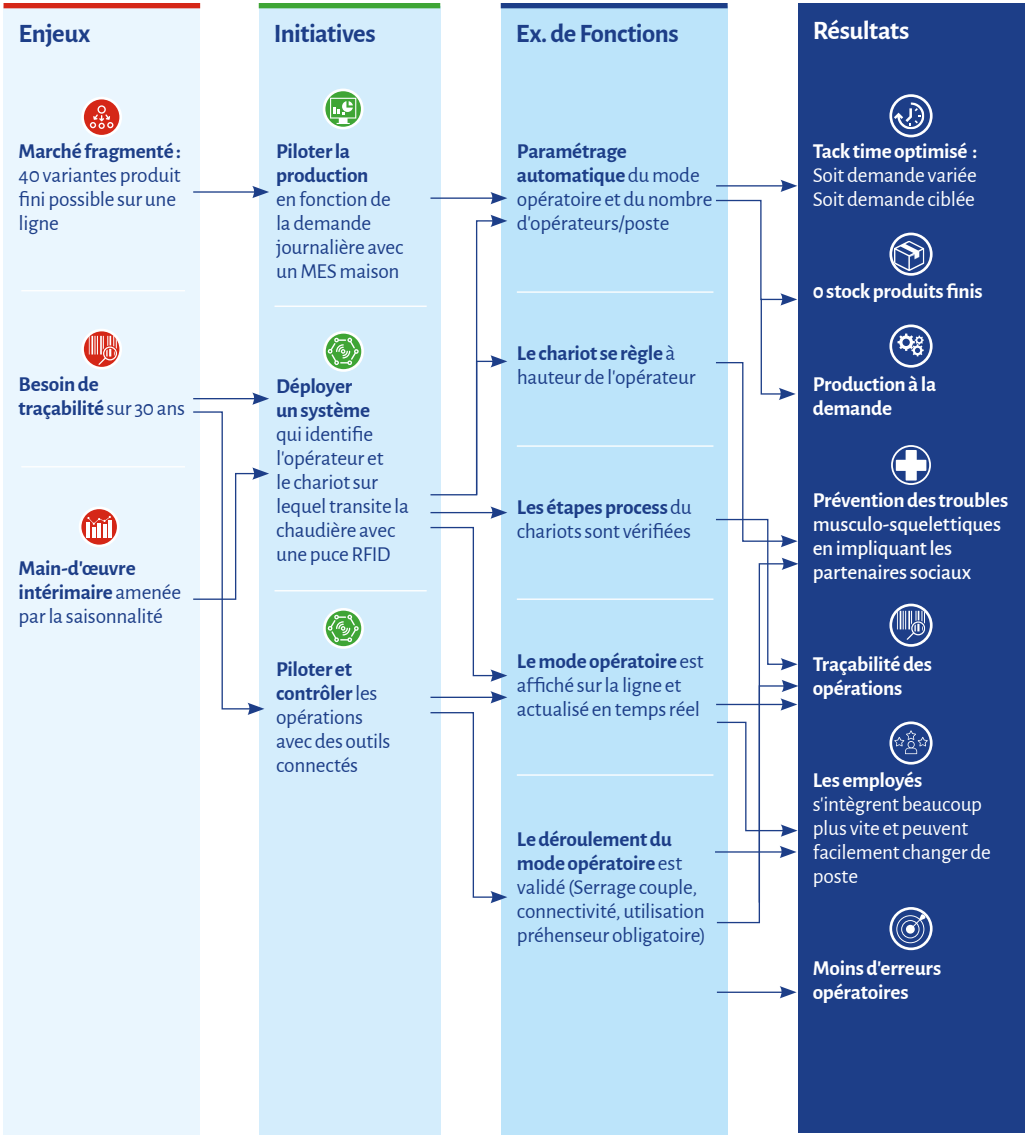 Enjeux
Marché fragmenté :
40 variantes produit
fini possible sur une
ligne
Besoin de
traçabilité sur 30 ans
Main-d'œuvre
intérimaire amenée
par la saisonnalité
Initiatives
Piloter la
production
en fonction de
la demande
journalière avec
un MES maison
Déployer
un système
qui identifie
l'opérateur et
le chariot sur
lequel transite la
chaudière avec
une puce RFID
Piloter et
contrôler les
opérations
avec des outils
connectés
Ex. de Fonctions
Paramétrage
automatique du mode
opératoire et du nombre
d'opérateurs/poste
Le chariot se règle à
hauteur de l'opérateur
Les étapes process du
chariots sont vérifiées
Le mode opératoire est
affiché sur la ligne et
actualisé en temps réel
Le déroulement du
mode opératoire est
validé (Serrage couple,
connectivité, utilisation
préhenseur obligatoire)
Résultats
Tack time optimisé :
Soit demande variée
Soit demande ciblée
0 stock produits finis
Production à la
demande
Prévention des troubles
musculo-squelettiques
en impliquant les
partenaires sociaux
Traçabilité des
opérations
Les employés
s'intègrent beaucoup
plus vite et peuvent
facilement changer de
poste
Moins d'erreurs
opératoires